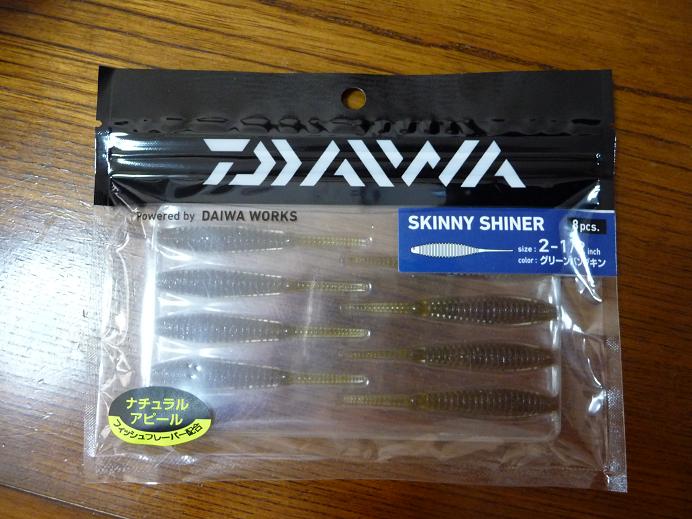 DAIWA
Powered by DAIWA WORKS
SKINNY SHINER 8pcs.
size : 2-1/2 inch
color : グリーンパンプキン
ナチュラル
アピール
フィッシュフレーバー配合